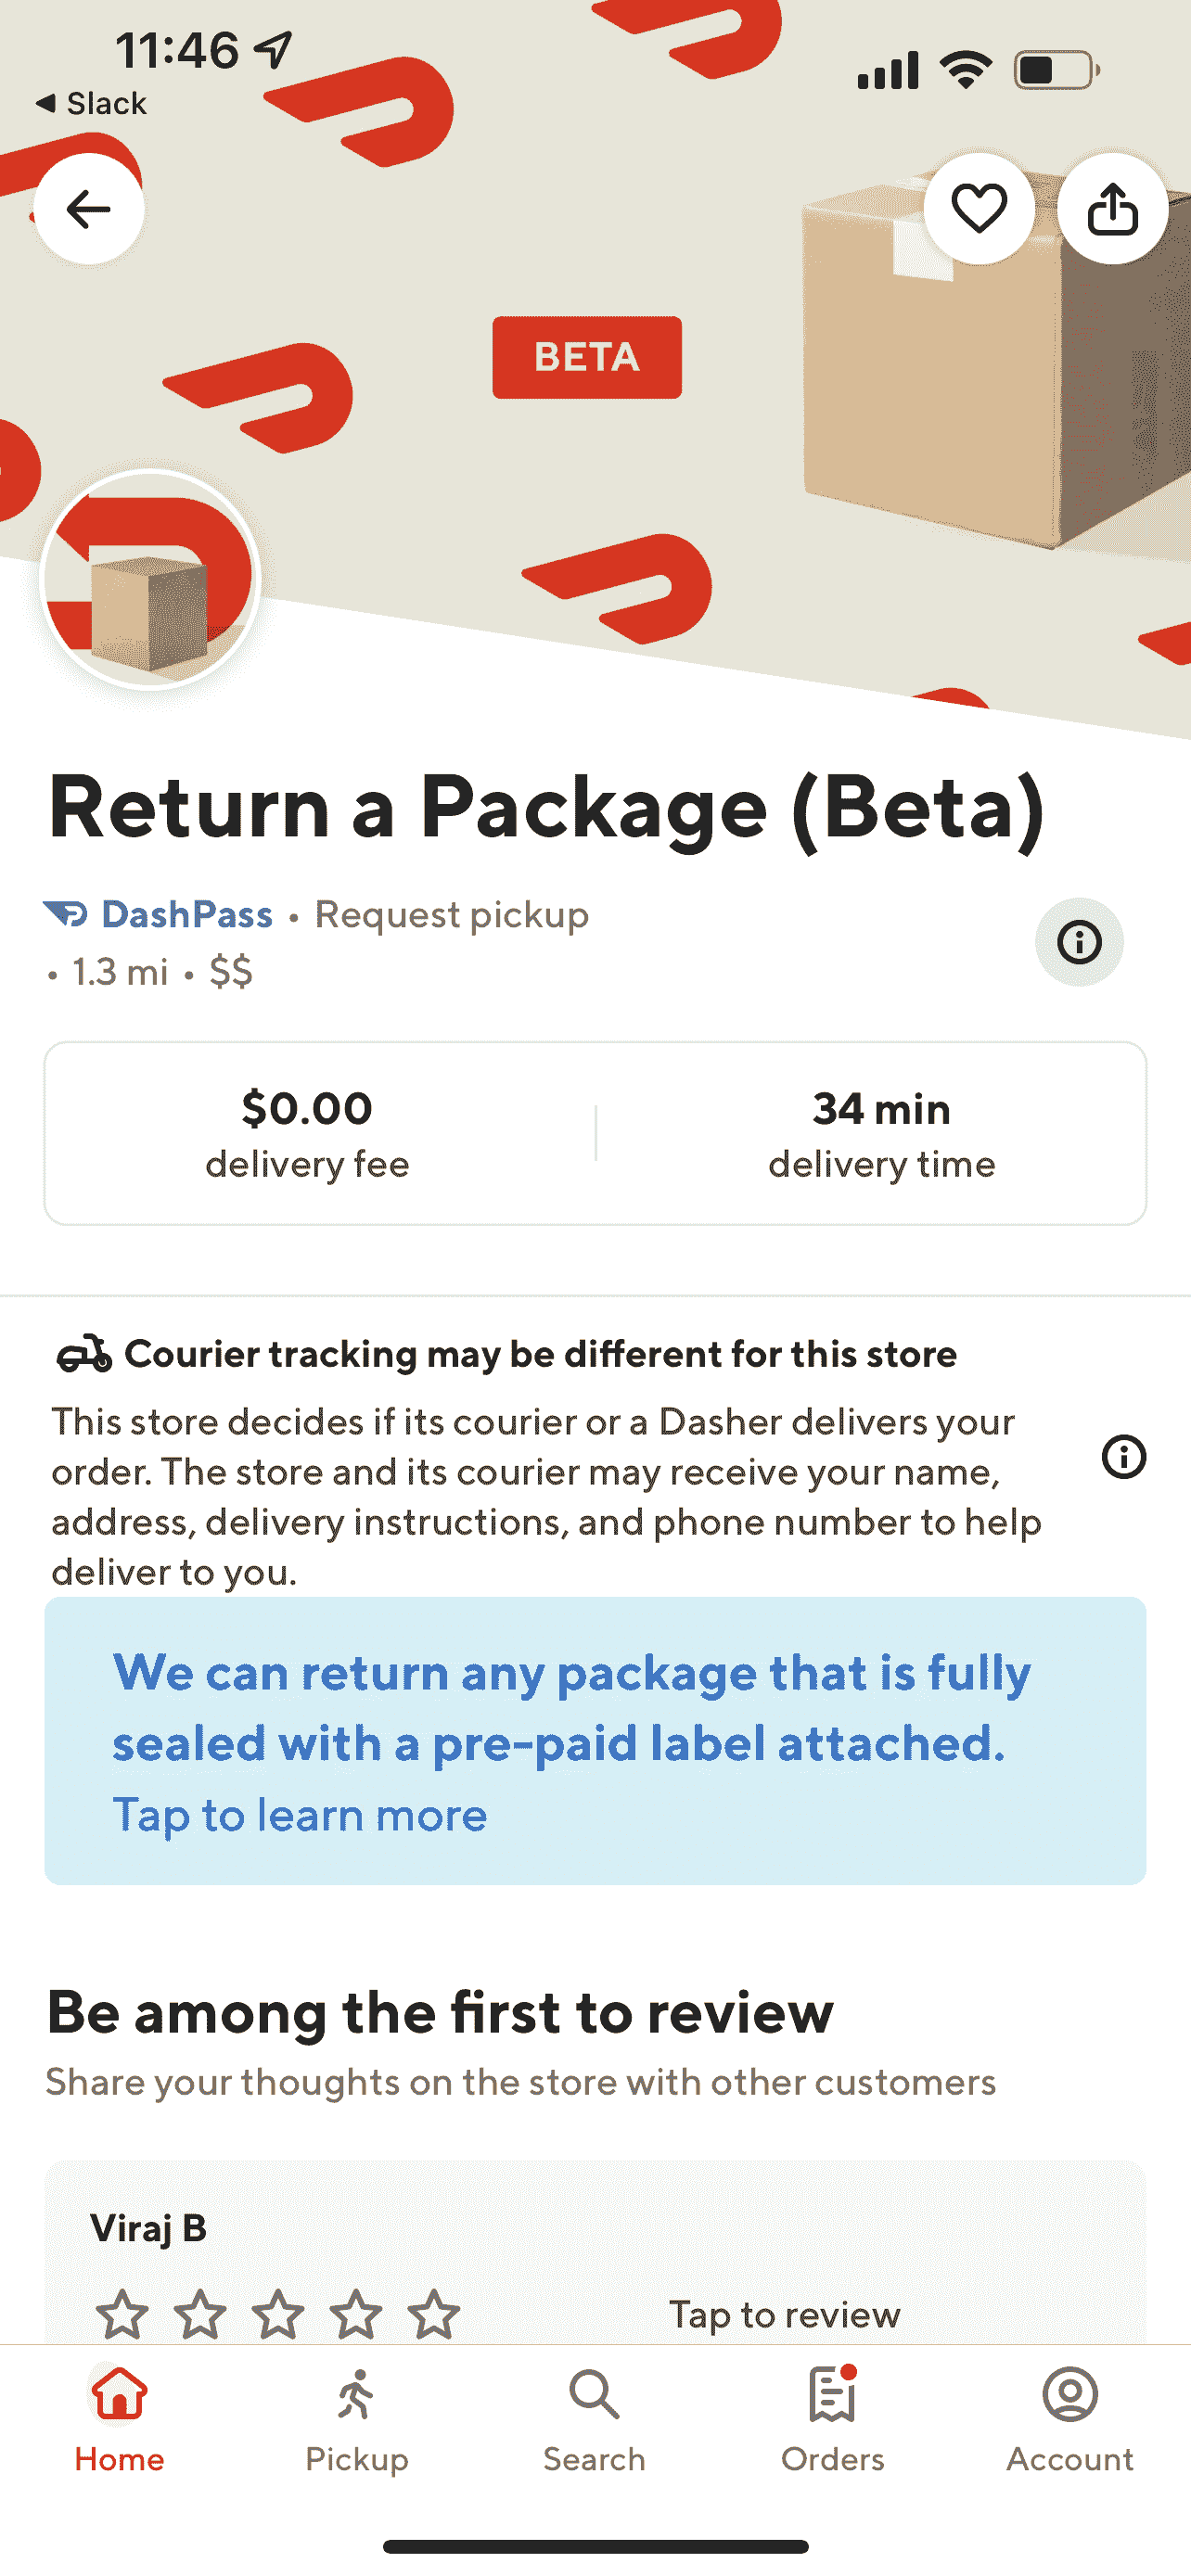 11:46
◀ Slack
BETA
Return a Package (Beta)
DashPass • Request pickup
• 1.3 mi • $$
$0.00
delivery fee
34 min
delivery time
Courier tracking may be different for this store
This store decides if its courier or a Dasher delivers your
order. The store and its courier may receive your name,
address, delivery instructions, and phone number to help
deliver to you.
We can return any package that is fully
sealed with a pre-paid label attached.
Tap to learn more
Be among the first to review
Share your thoughts on the store with other customers
Viraj B
Tap to review
Home
Pickup
Search
Orders
Account